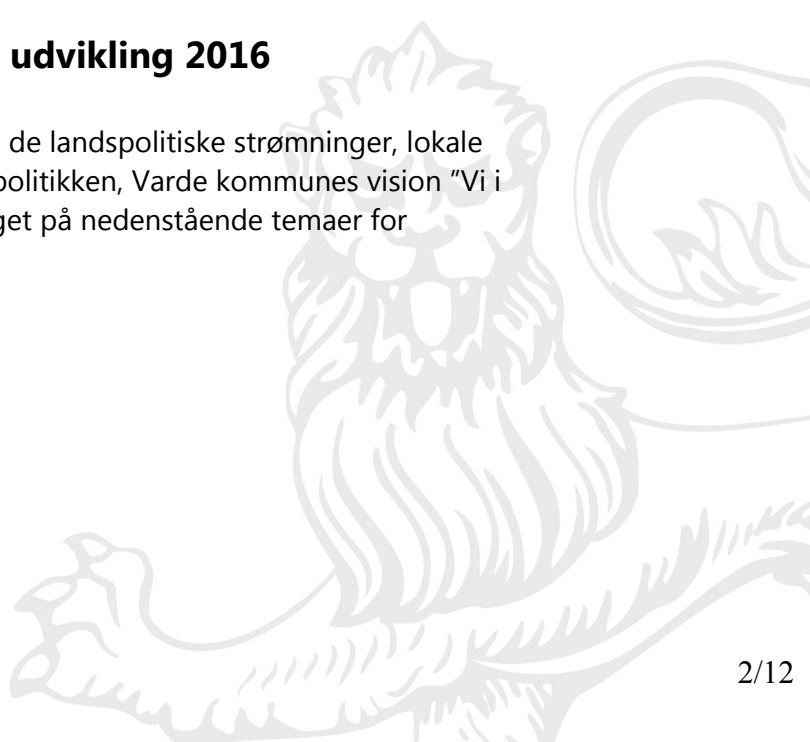 udvikling 2016
de landspolitiske strømninger, lokale
politikken, Varde kommunes vision "Vi i
get på nedenstående temaer for
2/12